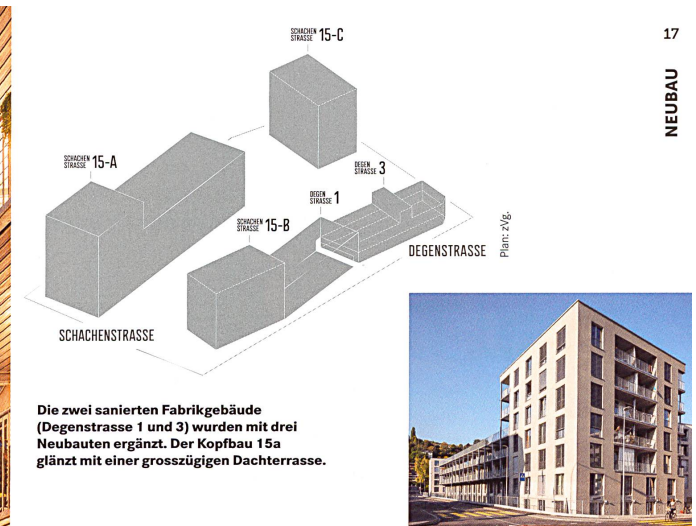 17
NEUBAU
SCHACHEN
STRASSE 15-C
SCHACHEN
STRASSE 15-A
DEGEN
STRASSE 3
DEGEN
STRASSE 1
SCHACHEN
STRASSE 15-B
DEGENSTRASSE
Plan: zVg.
SCHACHENSTRASSE
Die zwei sanierten Fabrikgebäude
(Degenstrasse 1 und 3) wurden mit drei
Neubauten ergänzt. Der Kopfbau 15a
glänzt mit einer grosszügigen Dachterrasse.